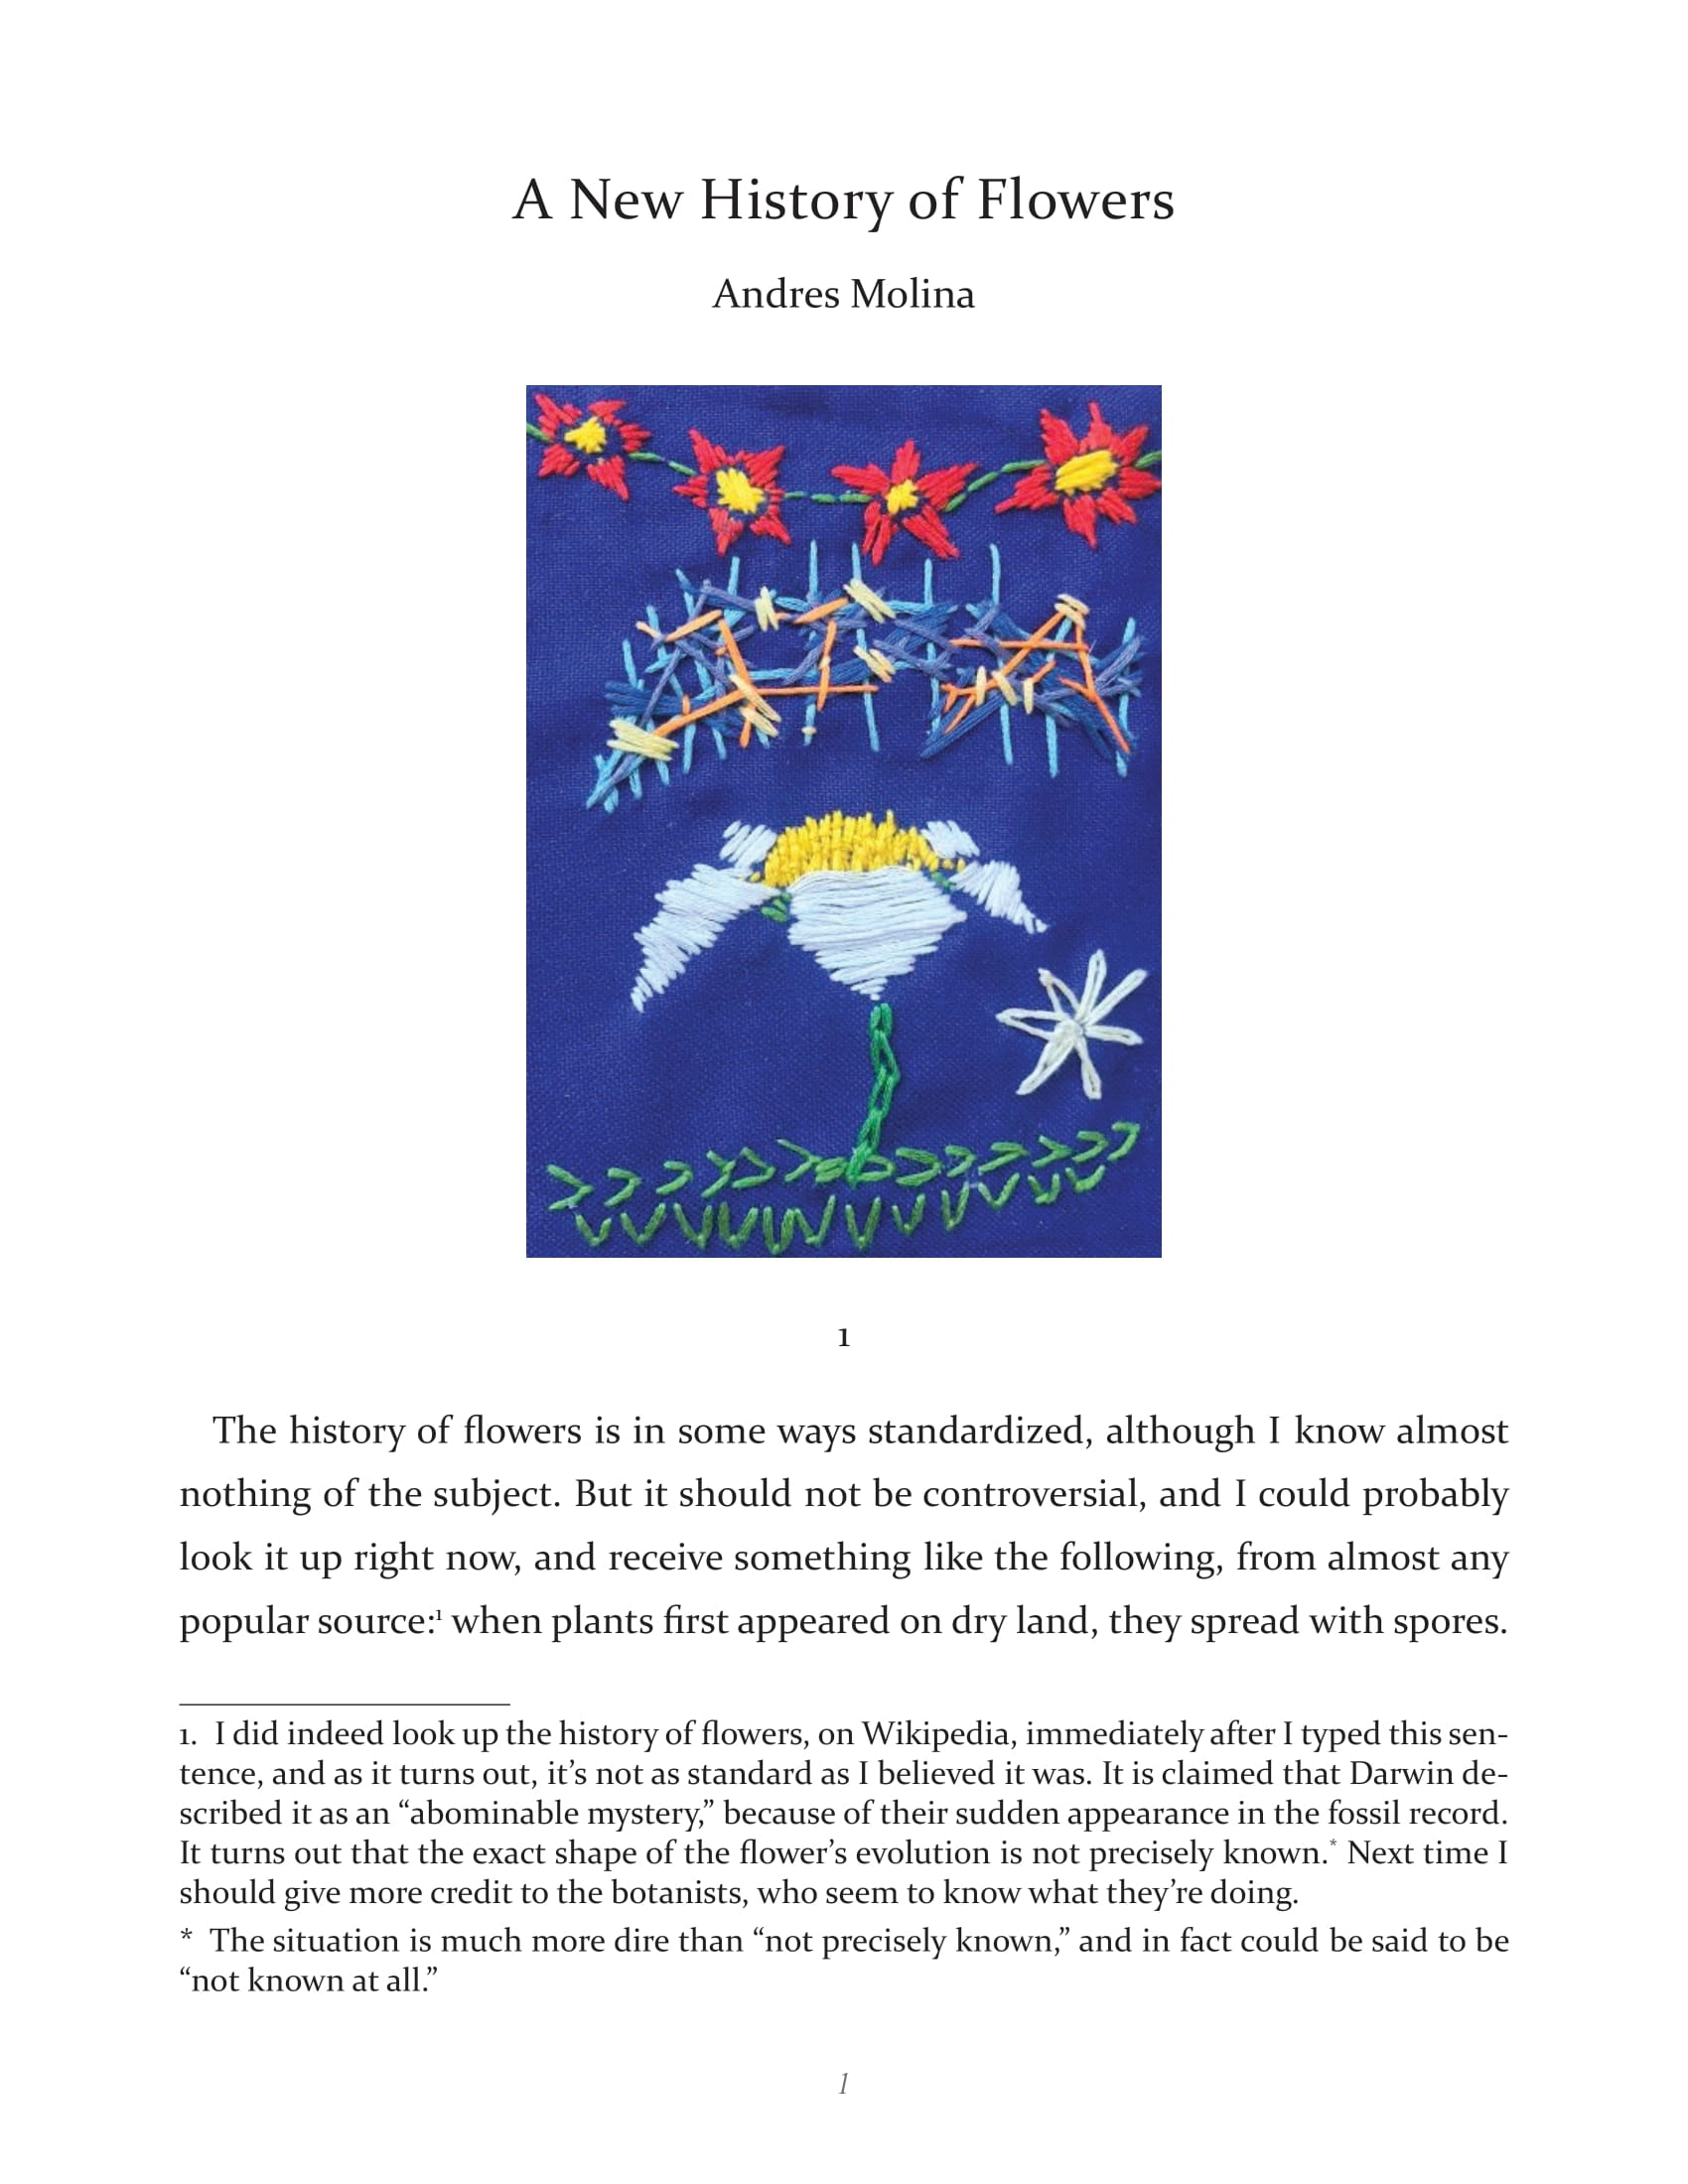 A New History of Flowers
Andres Molina
1
The history of flowers is in some ways standardized, although I know almost
nothing of the subject. But it should not be controversial, and I could probably
look it up right now, and receive something like the following, from almost any
popular source:¹ when plants first appeared on dry land, they spread with spores.
1. I did indeed look up the history of flowers, on Wikipedia, immediately after I typed this sen-
tence, and as it turns out, it’s not as standard as I believed it was. It is claimed that Darwin de-
scribed it as an “abominable mystery,” because of their sudden appearance in the fossil record.
It turns out that the exact shape of the flower’s evolution is not precisely known.* Next time I
should give more credit to the botanists, who seem to know what they’re doing.
* The situation is much more dire than “not precisely known,” and in fact could be said to be
“not known at all.”
1